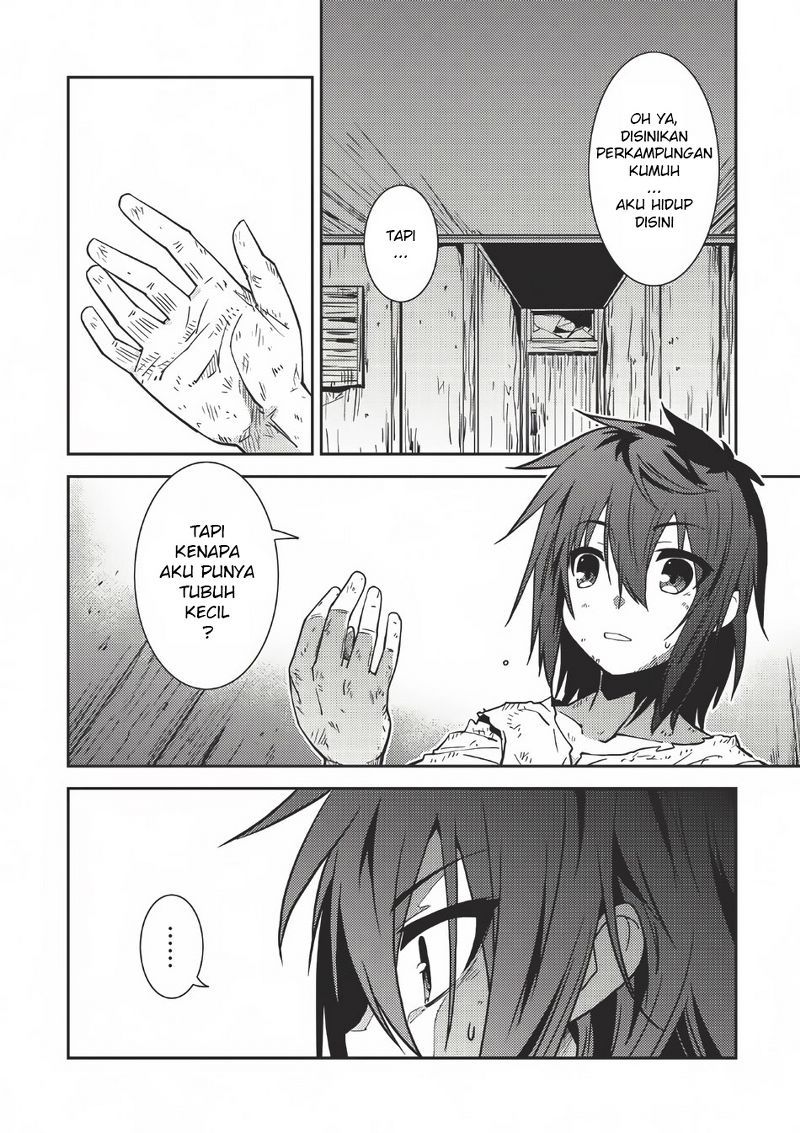 OH YA,
DISINIKAN
PERKAMPUNGAN
KUMUH
...
AKU HIDUP
DISINI
TAPI
...
TAPI
KENAPA
AKU PUNYA
TUBUH
KECIL
?
......